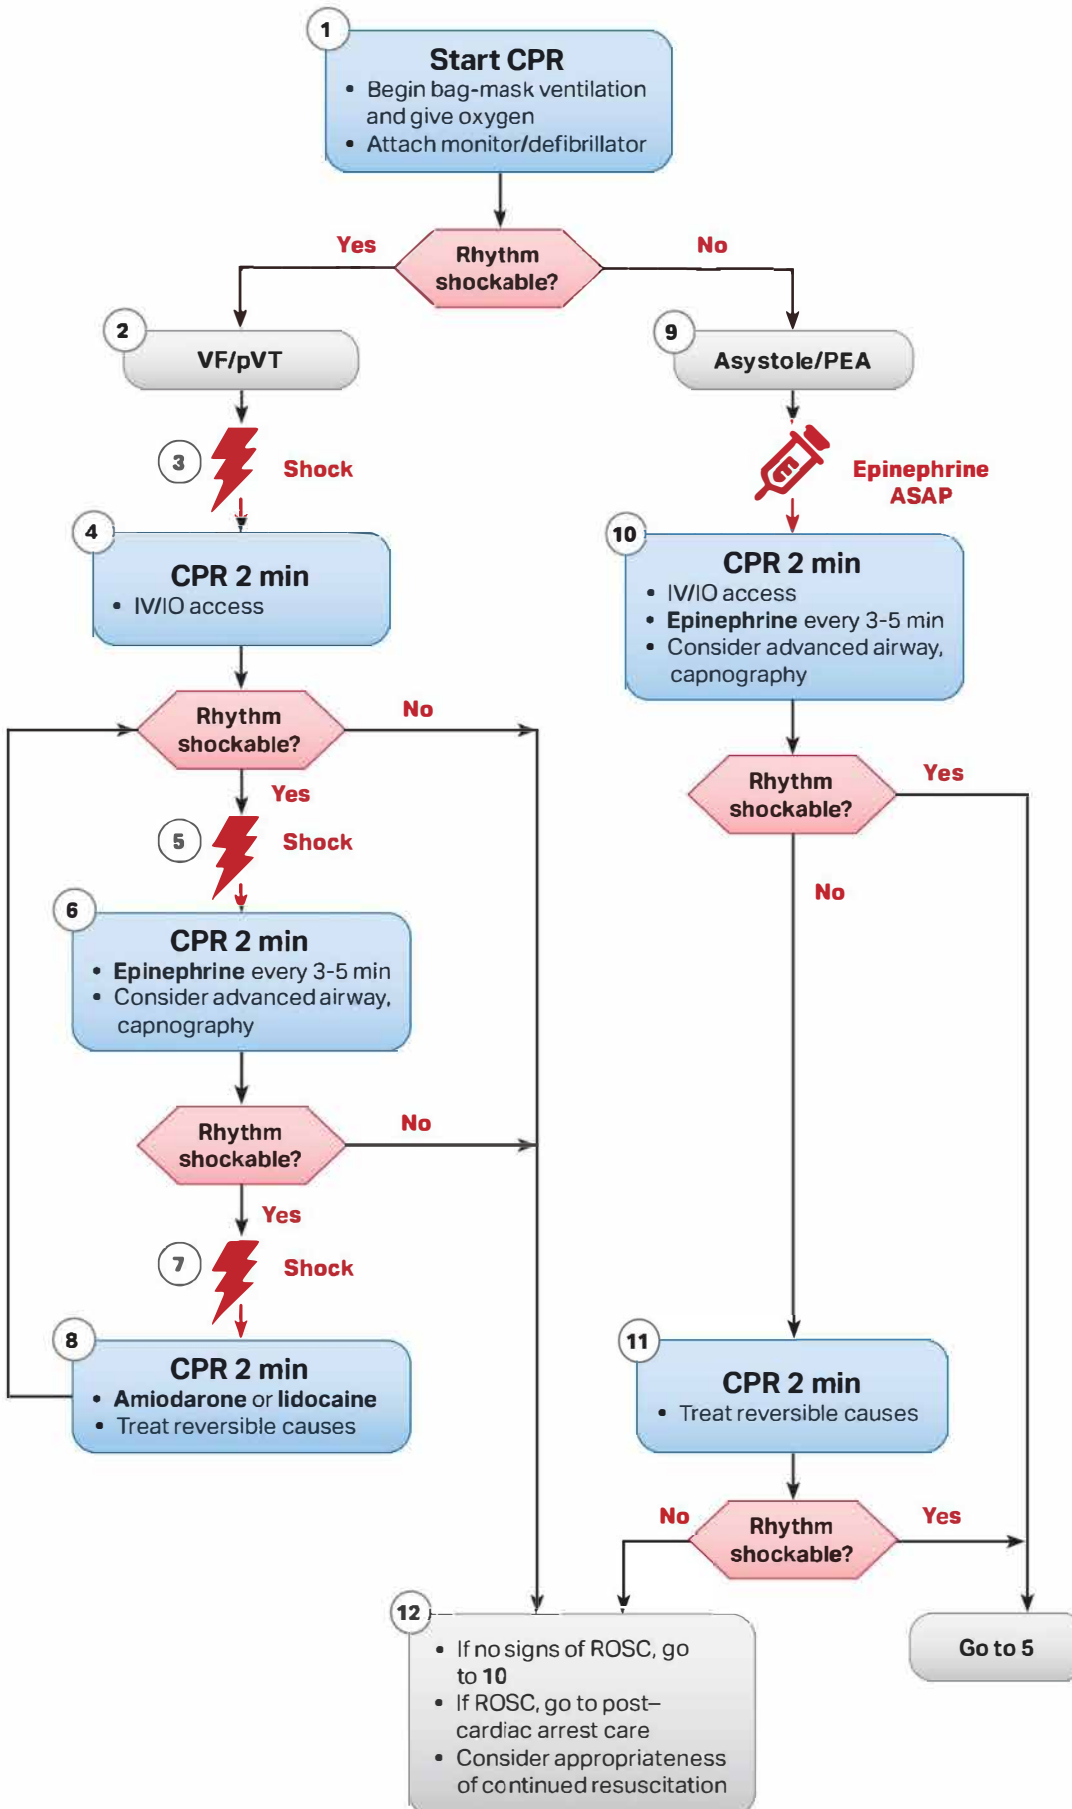 1
Start CPR
• Begin bag-mask ventilation
and give oxygen
• Attach monitor/defibrillator
Rhythm
shockable?
Yes
No
2
VF/pVT
3
Shock
4
CPR 2 min
• IV/IO access
Rhythm
shockable?
No
Yes
5
Shock
6
CPR 2 min
• Epinephrine every 3-5 min
• Consider advanced airway,
capnography
Rhythm
shockable?
No
Yes
7
Shock
8
CPR 2 min
• Amiodarone or lidocaine
• Treat reversible causes
9
Asystole/PEA
Epinephrine
ASAP
10
CPR 2 min
• IV/IO access
• Epinephrine every 3-5 min
• Consider advanced airway,
capnography
Rhythm
shockable?
Yes
No
11
CPR 2 min
• Treat reversible causes
Rhythm
shockable?
No
Yes
12
• If no signs of ROSC, go
to 10
• If ROSC, go to post–
cardiac arrest care
• Consider appropriateness
of continued resuscitation
Go to 5